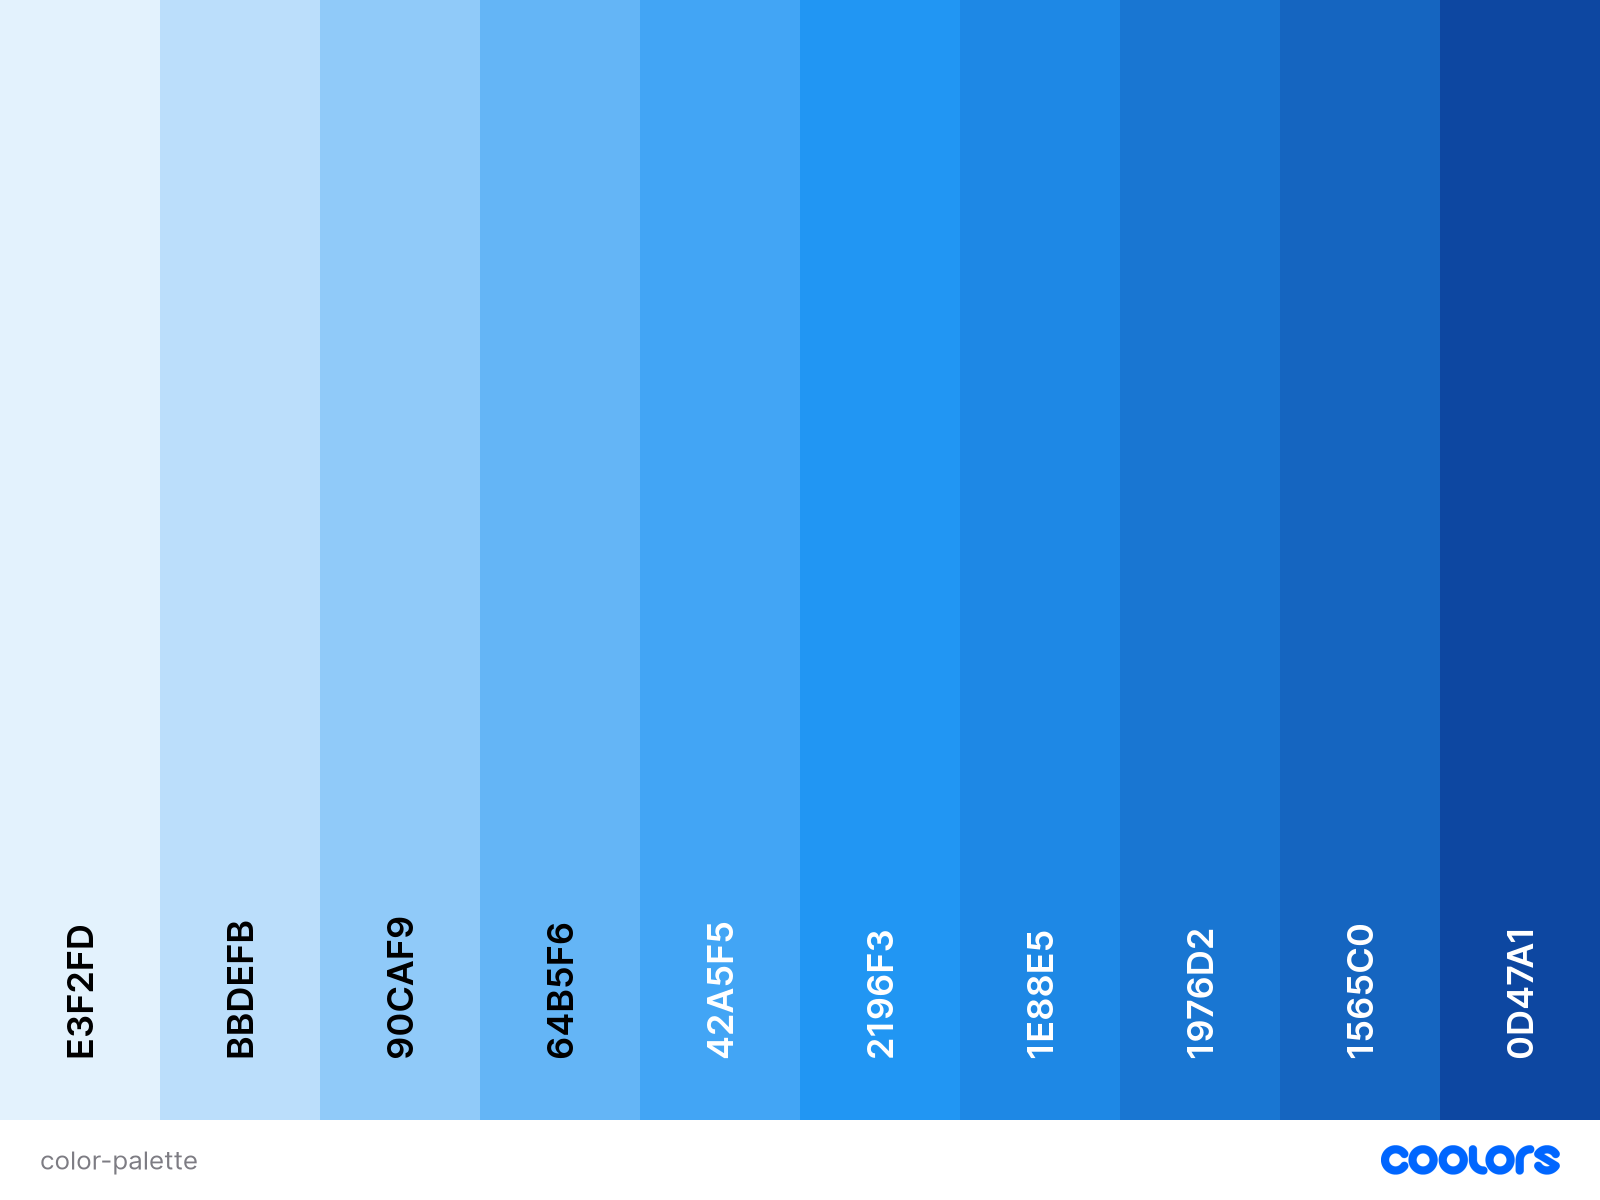 E3F2FD
BBDEFB
90CAF9
64B5F6
42A5F5
2196F3
1E88E5
1976D2
1565C0
0D47A1
color-palette
coolors